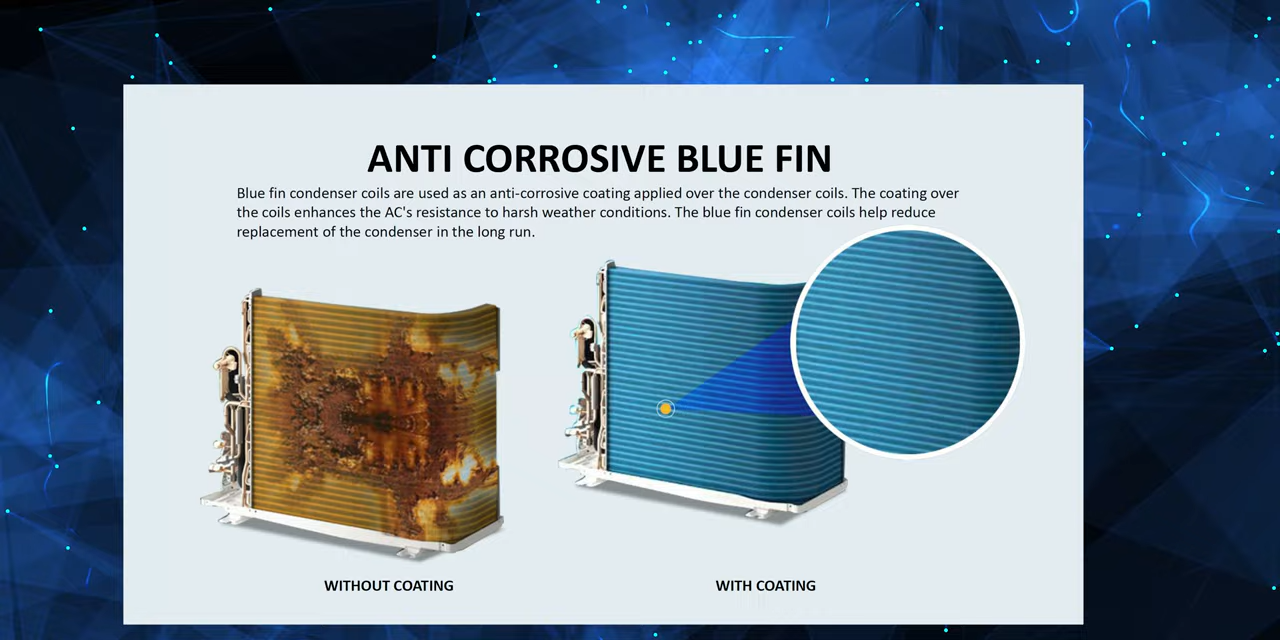 ANTI CORROSIVE BLUE FIN
Blue fin condenser coils are used as an anti-corrosive coating applied over the condenser coils. The coating over
the coils enhances the AC's resistance to harsh weather conditions. The blue fin condenser coils help reduce
replacement of the condenser in the long run.
WITHOUT COATING
WITH COATING